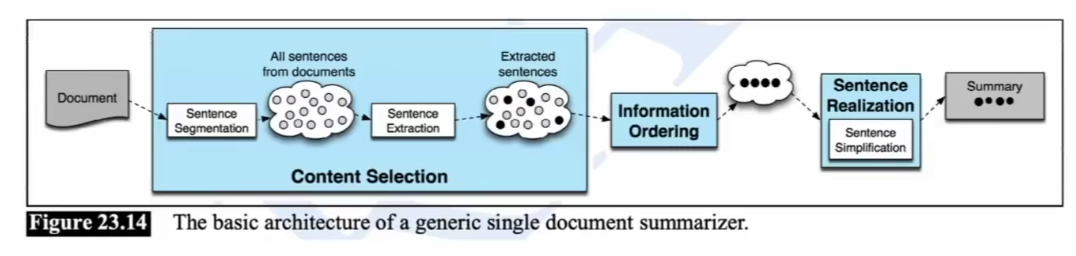 Document
Sentence
Segmentation
All sentences
from documents
Sentence
Extraction
Extracted
sentences
Content Selection
Information
Ordering
Sentence
Realization
Sentence
Simplification
Summary
Figure 23.14 The basic architecture of a generic single document summarizer.